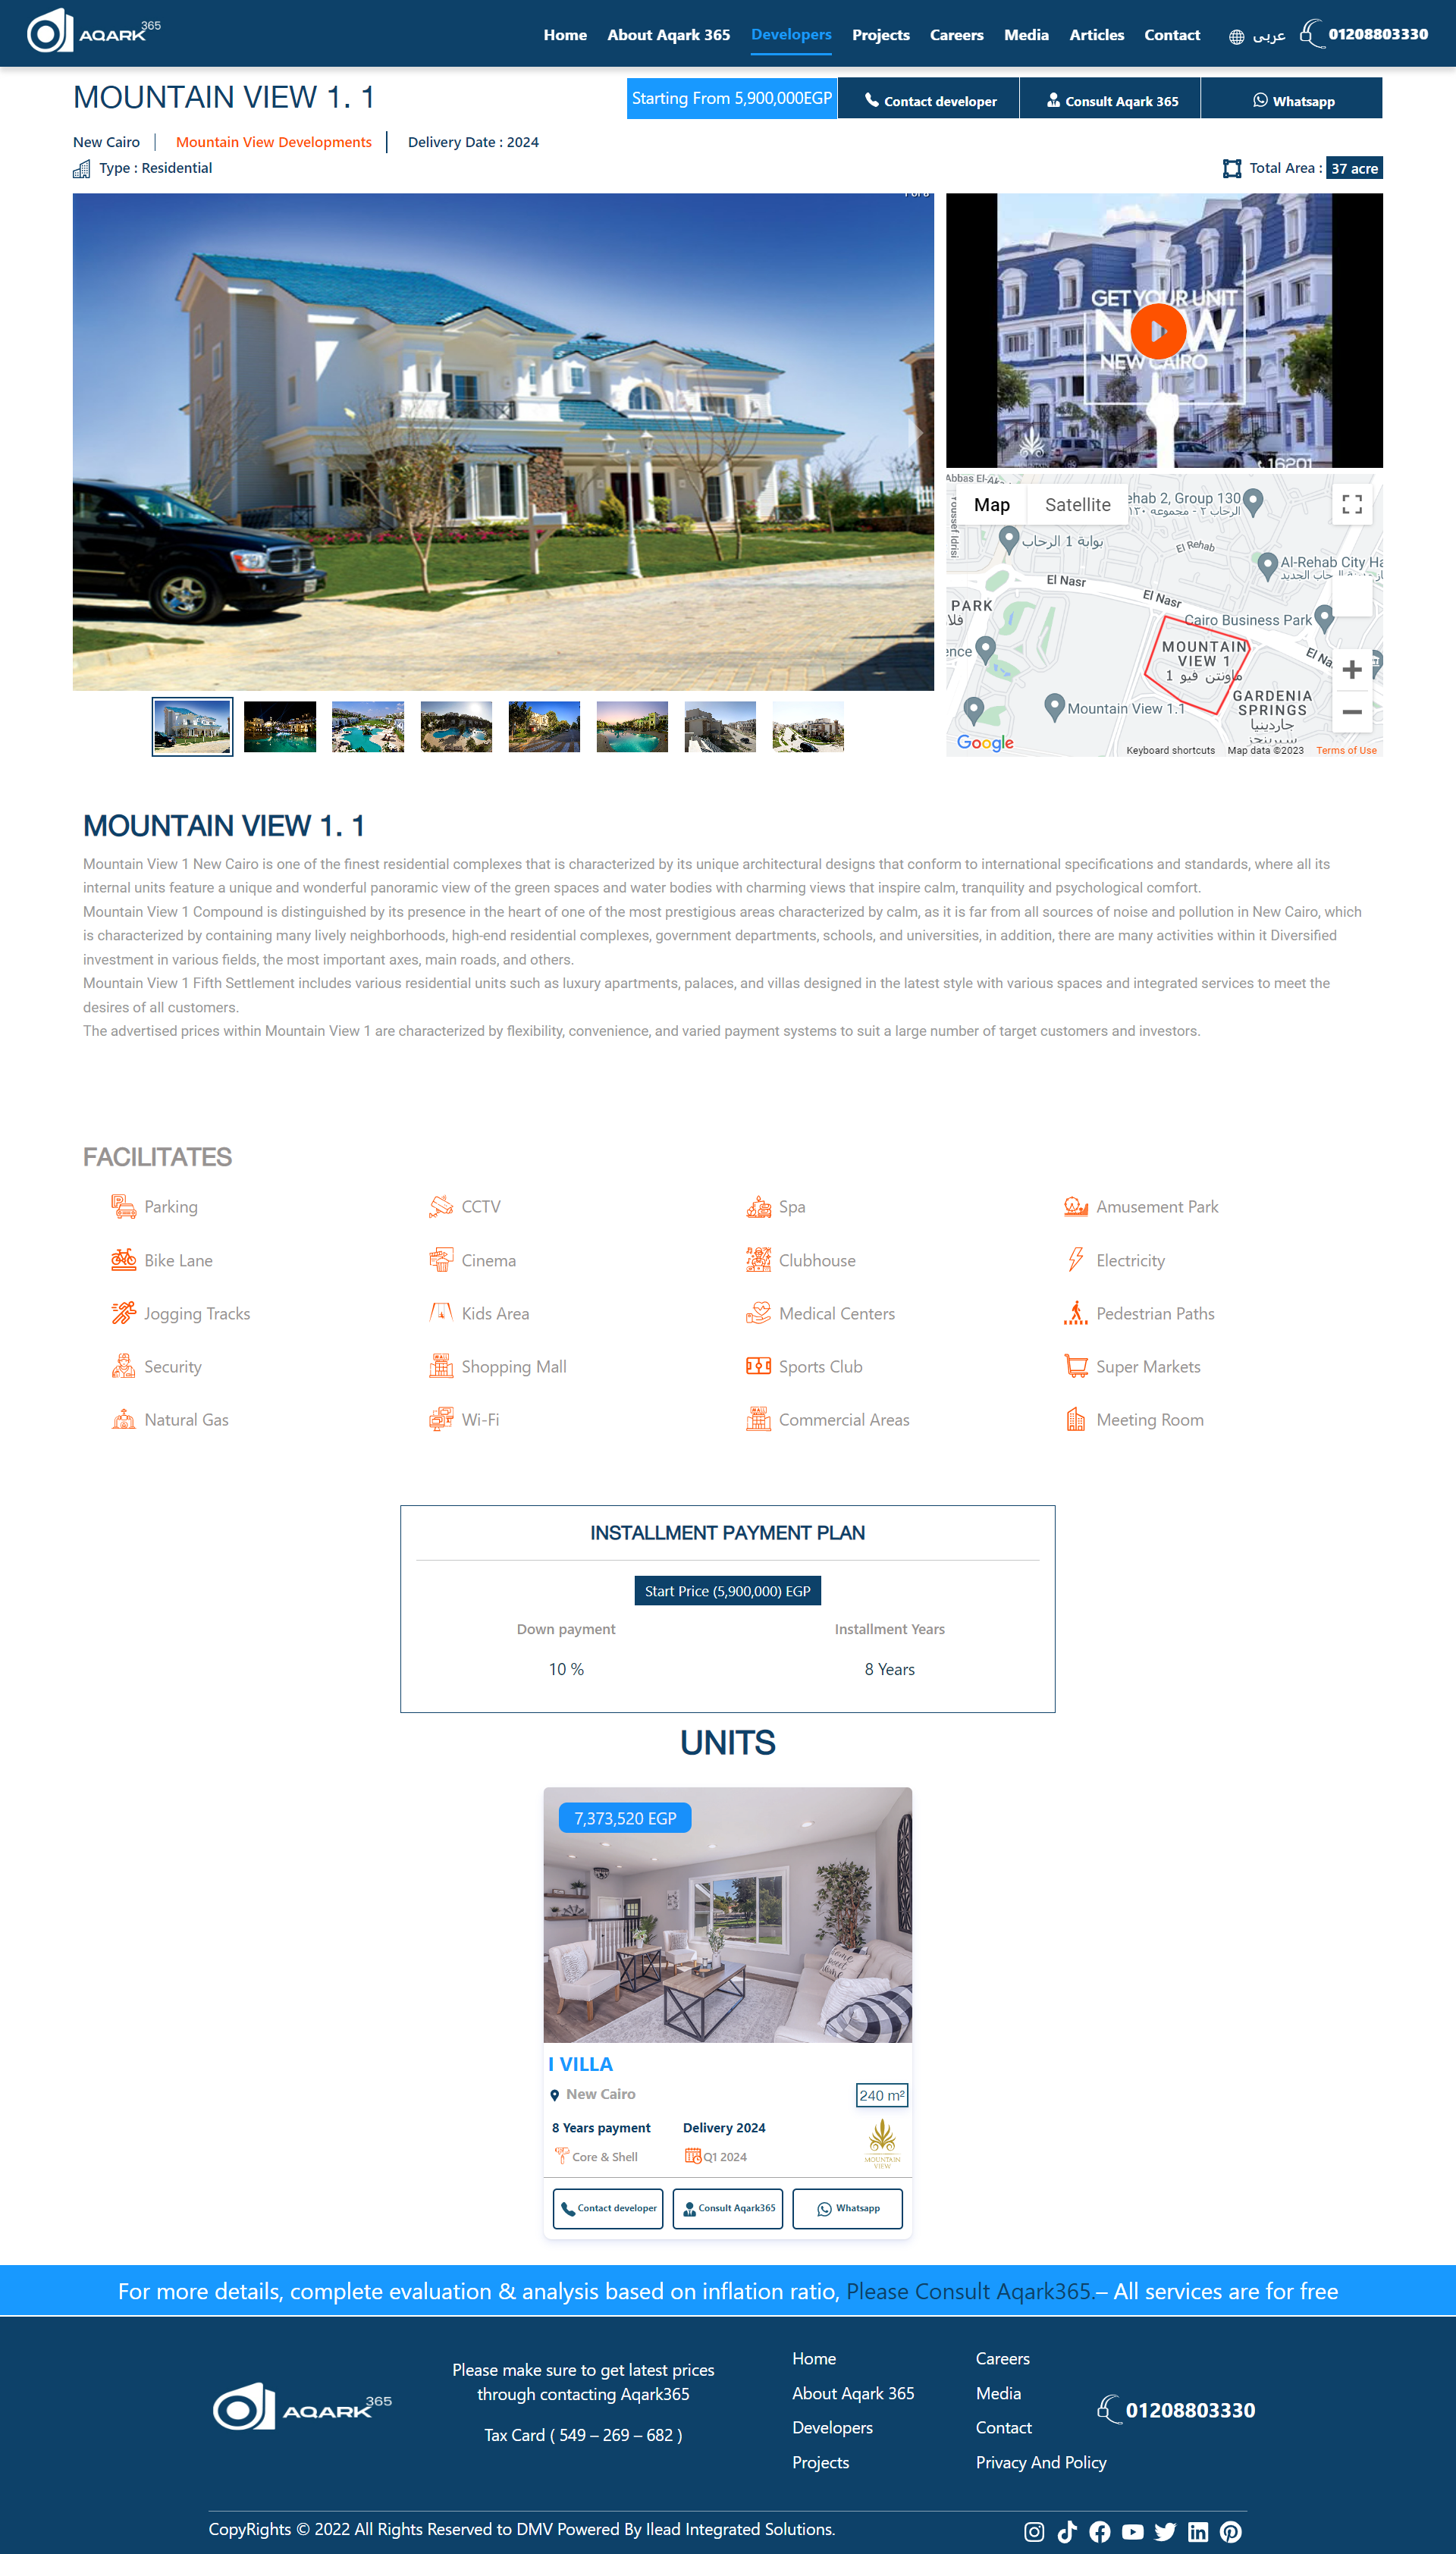 AQARK 365
Home About Aqark 365 Developers Projects Careers Media Articles Contact عربى 01208803330
MOUNTAIN VIEW 1. 1
Starting From 5,900,000EGP Contact developer Consult Aqark 365 Whatsapp
New Cairo Mountain View Developments Delivery Date : 2024
Type : Residential
Total Area : 37 acre
GET YOUR UNIT
NOW
NEW CAIRO
16201
Map Satellite
ehab 2, Group 130
الرحاب ٢ - مجموعه ١٣٠
Youssef Idrisi
بوابة 1 الرحاب
El Rehab
Al-Rehab City Ha
El Nasr
El Nasr
PARK
Cairo Business Park
ence
MOUNTAIN
VIEW 1
ماونتن فيو 1
El Na
Mountain View 1.1
GARDENIA
SPRINGS
جاردينيا
سبرينجز
Google
Keyboard shortcuts Map data ©2023 Terms of Use
MOUNTAIN VIEW 1. 1
Mountain View 1 New Cairo is one of the finest residential complexes that is characterized by its unique architectural designs that conform to international specifications and standards, where all its
internal units feature a unique and wonderful panoramic view of the green spaces and water bodies with charming views that inspire calm, tranquility and psychological comfort.
Mountain View 1 Compound is distinguished by its presence in the heart of one of the most prestigious areas characterized by calm, as it is far from all sources of noise and pollution in New Cairo, which
is characterized by containing many lively neighborhoods, high-end residential complexes, government departments, schools, and universities, in addition, there are many activities within it Diversified
investment in various fields, the most important axes, main roads, and others.
Mountain View 1 Fifth Settlement includes various residential units such as luxury apartments, palaces, and villas designed in the latest style with various spaces and integrated services to meet the
desires of all customers.
The advertised prices within Mountain View 1 are characterized by flexibility, convenience, and varied payment systems to suit a large number of target customers and investors.
FACILITATES
Parking CCTV Spa Amusement Park
Bike Lane Cinema Clubhouse Electricity
Jogging Tracks Kids Area Medical Centers Pedestrian Paths
Security Shopping Mall Sports Club Super Markets
Natural Gas Wi-Fi Commercial Areas Meeting Room
INSTALLMENT PAYMENT PLAN
Start Price (5,900,000) EGP
Down payment Installment Years
10 % 8 Years
UNITS
7,373,520 EGP
home
sweet
home
I VILLA
New Cairo 240 m²
8 Years payment Delivery 2024
Core & Shell Q1 2024
MOUNTAIN
VIEW
Contact developer Consult Aqark365 Whatsapp
For more details, complete evaluation & analysis based on inflation ratio, Please Consult Aqark365.– All services are for free
AQARK 365
Please make sure to get latest prices
through contacting Aqark365
Tax Card ( 549 – 269 – 682 )
Home
About Aqark 365
Developers
Projects
Careers
Media
Contact
Privacy And Policy
01208803330
CopyRights © 2022 All Rights Reserved to DMV Powered By Ilead Integrated Solutions.